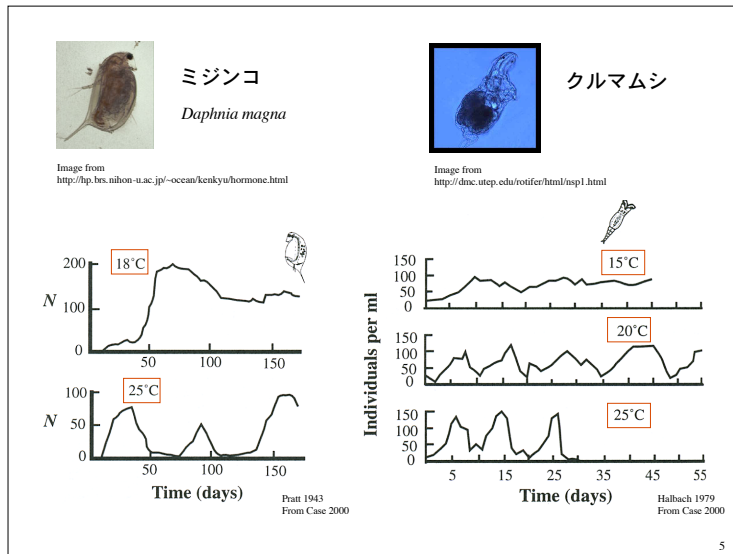 ミジンコ
Daphnia magna
Image from
http://hp.brs.nihon-u.ac.jp/~ocean/kenkyu/hormone.html
クルマムシ
Image from
http://dmc.utep.edu/rotifer/html/nsp1.html
200
18˚C
N
100
0
50
100
150
100
25˚C
N
50
0
50
100
150
Time (days)
Pratt 1943
From Case 2000
Individuals per ml
150
15˚C
100
50
0
150
20˚C
100
50
0
150
25˚C
100
50
0
5
15
25
35
45
55
Time (days)
Halbach 1979
From Case 2000
5